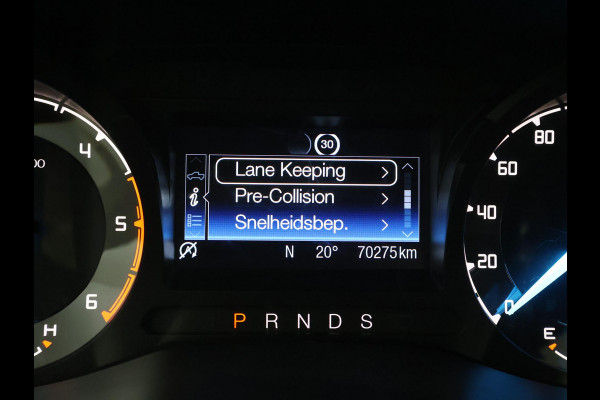 30
Lane Keeping
Pre-Collision
Snelheidsbep.
N 20° 70275km
P R N D S
4
5
6
H
80
60
40
20
0
E